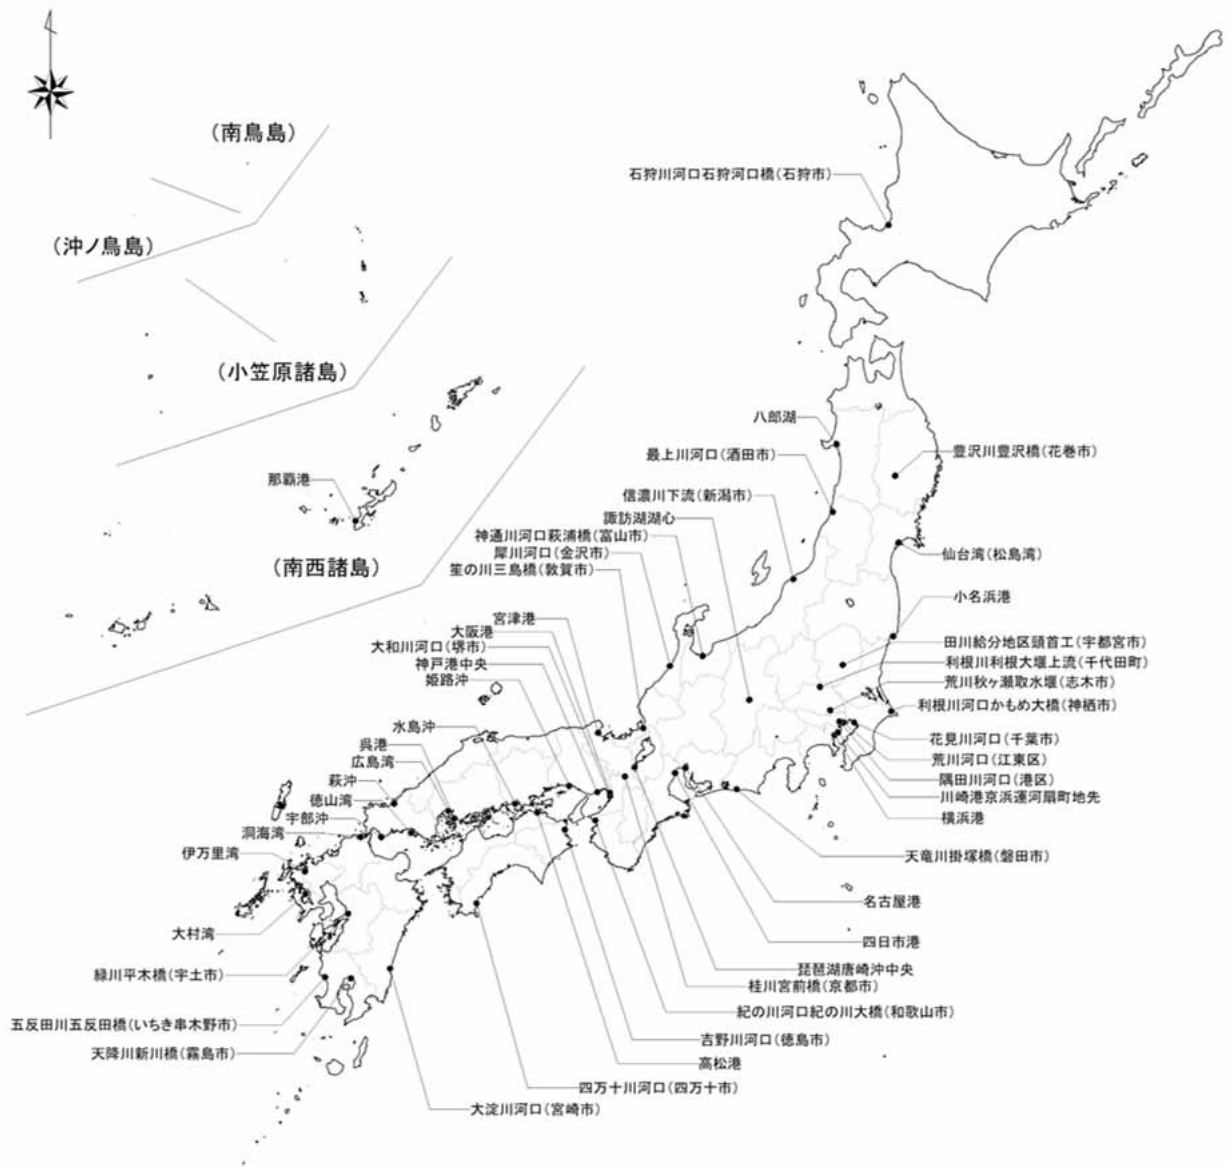 (南鳥島)
石狩川河口石狩河口橋(石狩市)
(沖ノ鳥島)
(小笠原諸島)
八郎湖
最上川河口(酒田市)
豊沢川豊沢橋(花巻市)
那覇港
信濃川下流(新潟市)
諏訪湖湖心
神通川河口萩浦橋(富山市)
犀川河口(金沢市)
仙台湾(松島湾)
(南西諸島)
笙の川三島橋(敦賀市)
小名浜港
宮津港
大阪港
田川給分地区頭首工(宇都宮市)
大和川河口(堺市)
神戸港中央
利根川利根大堰上流(千代田町)
姫路沖
荒川秋ヶ瀬取水堰(志木市)
利根川河口かもめ大橋(神栖市)
水島沖
花見川河口(千葉市)
呉港
広島湾
荒川河口(江東区)
萩沖
隅田川河口(港区)
徳山湾
川崎港京浜運河扇町地先
宇部沖
横浜港
洞海湾
伊万里湾
天竜川掛塚橋(磐田市)
名古屋港
大村湾
四日市港
緑川平木橋(宇土市)
琵琶湖唐崎沖中央
桂川宮前橋(京都市)
紀の川河口紀の川大橋(和歌山市)
五反田川五反田橋(いちき串木野市)
吉野川河口(徳島市)
天降川新川橋(霧島市)
高松港
四万十川河口(四万十市)
大淀川河口(宮崎市)